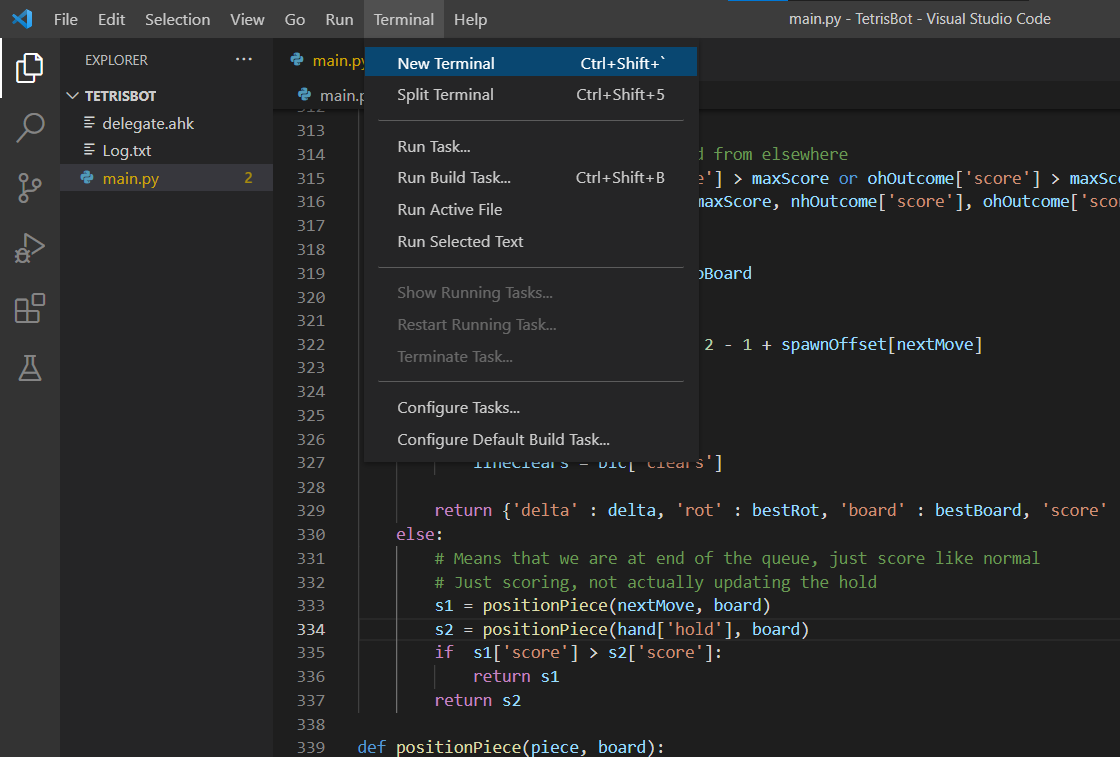 File Edit Selection View Go Run Terminal Help main.py - TetrisBot - Visual Studio Code
EXPLORER ···
TETRISBOT
delegate.ahk
Log.txt
main.py 2
main.py
main.p
New Terminal Ctrl+Shift+`
Split Terminal Ctrl+Shift+5
Run Task...
Run Build Task... Ctrl+Shift+B
Run Active File
Run Selected Text
Show Running Tasks...
Restart Running Task...
Terminate Task...
Configure Tasks...
Configure Default Build Task...
312
313
314 d from elsewhere
315 e'] > maxScore or ohOutcome['score'] > maxSco
316 maxScore, nhOutcome['score'], ohOutcome['scor
317
318
319 oBoard
320
321
322 2 - 1 + spawnOffset[nextMove]
323
324
325
326
327 lineClears = blc['clears']
328
329 return {'delta' : delta, 'rot' : bestRot, 'board' : bestBoard, 'score'
330 else:
331 # Means that we are at end of the queue, just score like normal
332 # Just scoring, not actually updating the hold
333 s1 = positionPiece(nextMove, board)
334 s2 = positionPiece(hand['hold'], board)
335 if s1['score'] > s2['score']:
336 return s1
337 return s2
338
339 def positionPiece(piece, board):